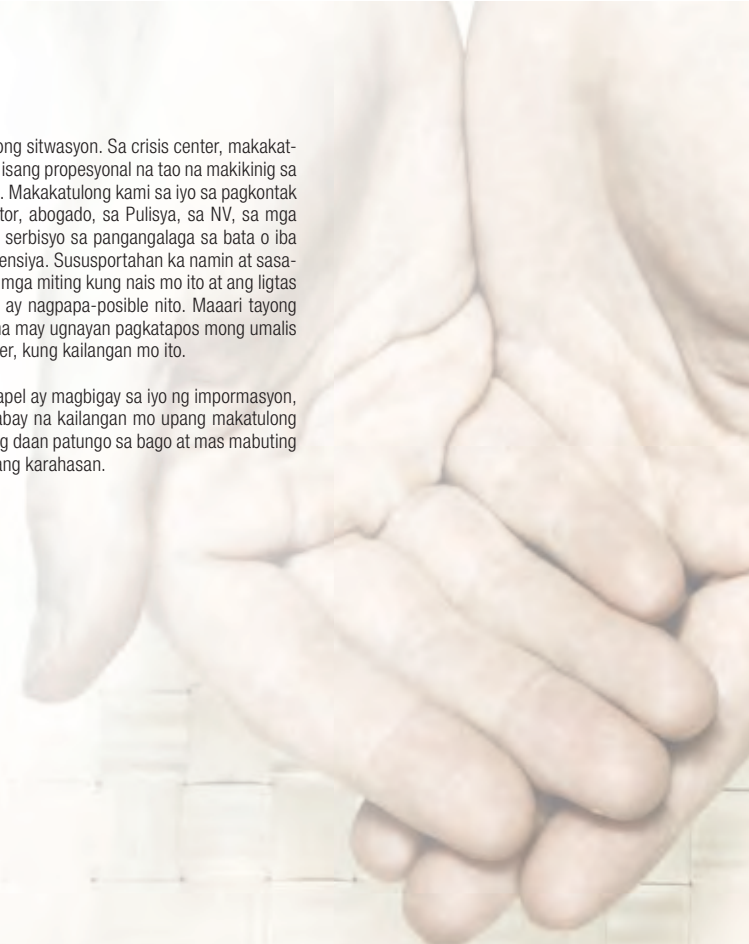 ong sitwasyon. Sa crisis center, makakat-
isang propesyonal na tao na makikinig sa
. Makakatulong kami sa iyo sa pagkontak
tor, abogado, sa Pulisya, sa NV, sa mga
serbisyo sa pangangalaga sa bata o iba
ensiya. Sususportahan ka namin at sasa-
mga miting kung nais mo ito at ang ligtas
ay nagpapa-posible nito. Maaari tayong
na may ugnayan pagkatapos mong umalis
er, kung kailangan mo ito.
apel ay magbigay sa iyo ng impormasyon,
abay na kailangan mo upang makatulong
g daan patungo sa bago at mas mabuting
ang karahasan.